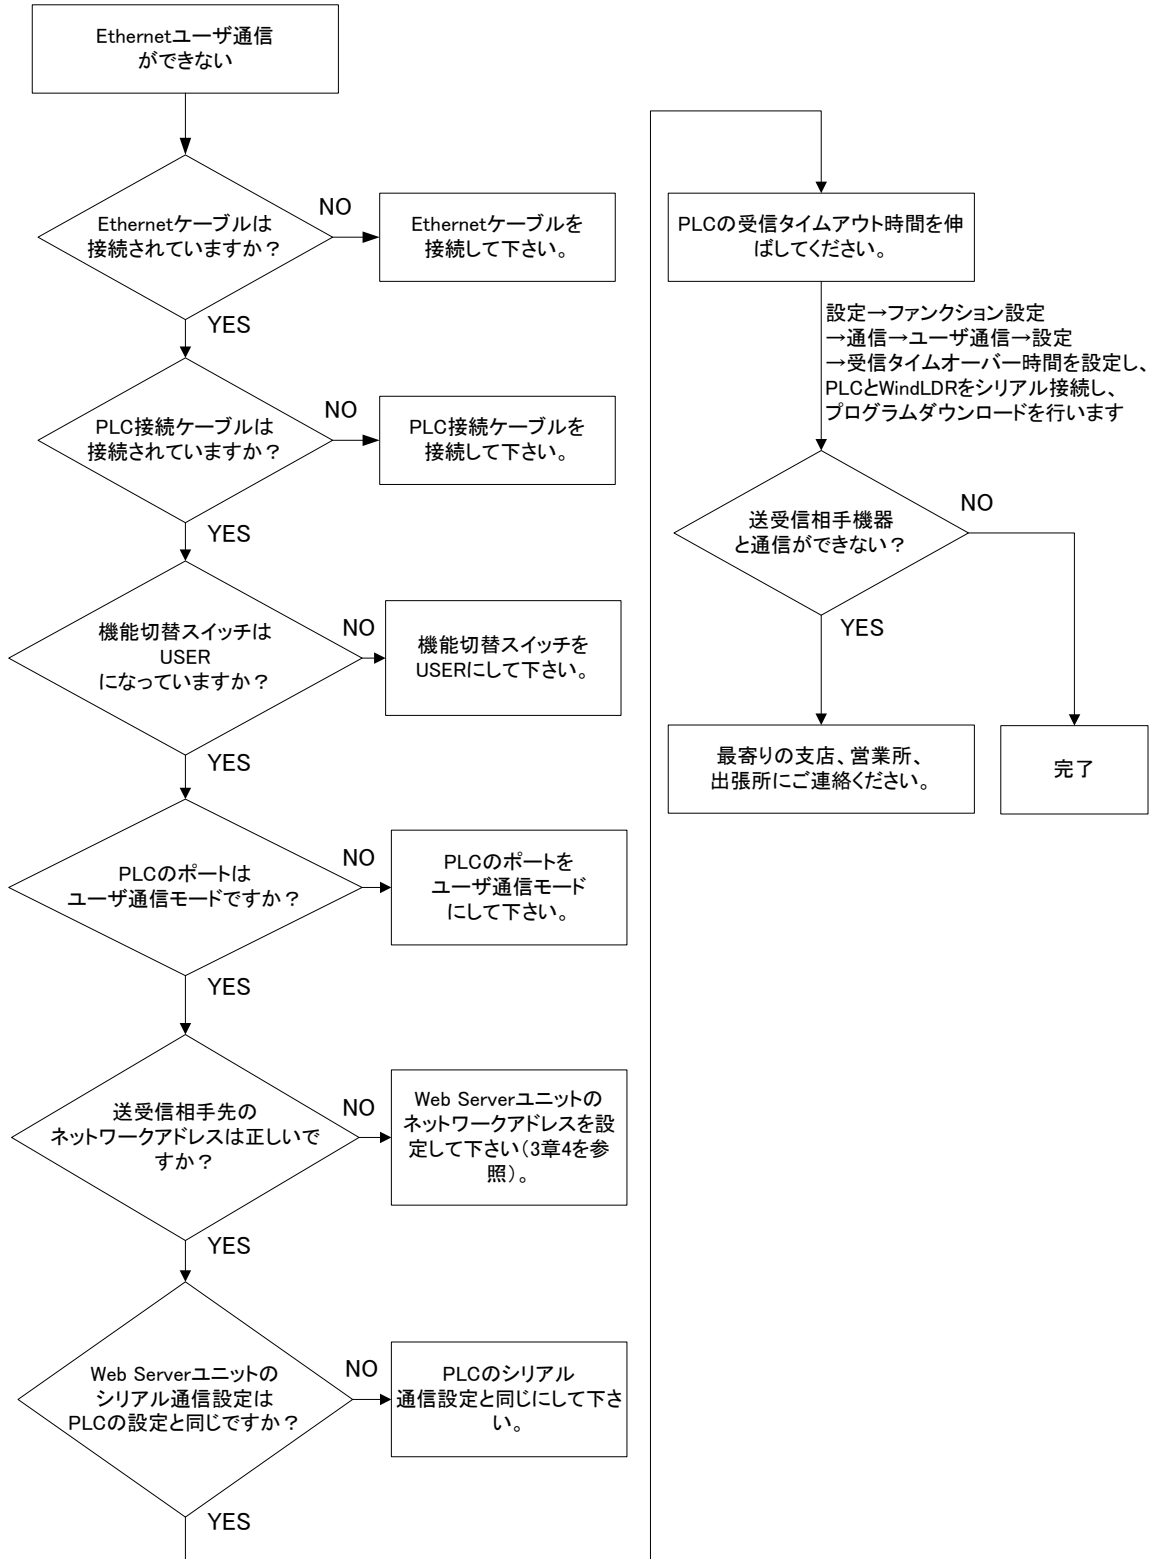 Ethernetユーザ通信
ができない
Ethernetケーブルは
接続されていますか？
NO
Ethernetケーブルを
接続して下さい。
YES
PLC接続ケーブルは
接続されていますか？
NO
PLC接続ケーブルを
接続して下さい。
YES
機能切替スイッチは
USER
になっていますか？
NO
機能切替スイッチを
USERにして下さい。
YES
PLCのポートは
ユーザ通信モードですか？
NO
PLCのポートを
ユーザ通信モード
にして下さい。
YES
送受信相手先の
ネットワークアドレスは正しいで
すか？
NO
Web Serverユニットの
ネットワークアドレスを設
定して下さい（3章4を参
照）。
YES
Web Serverユニットの
シリアル通信設定は
PLCの設定と同じですか？
NO
PLCのシリアル
通信設定と同じにして下さ
い。
YES
PLCの受信タイムアウト時間を伸
ばしてください。
設定→ファンクション設定
→通信→ユーザ通信→設定
→受信タイムオーバー時間を設定し、
PLCとWindLDRをシリアル接続し、
プログラムダウンロードを行います
送受信相手機器
と通信ができない？
NO
YES
最寄りの支店、営業所、
出張所にご連絡ください。
完了